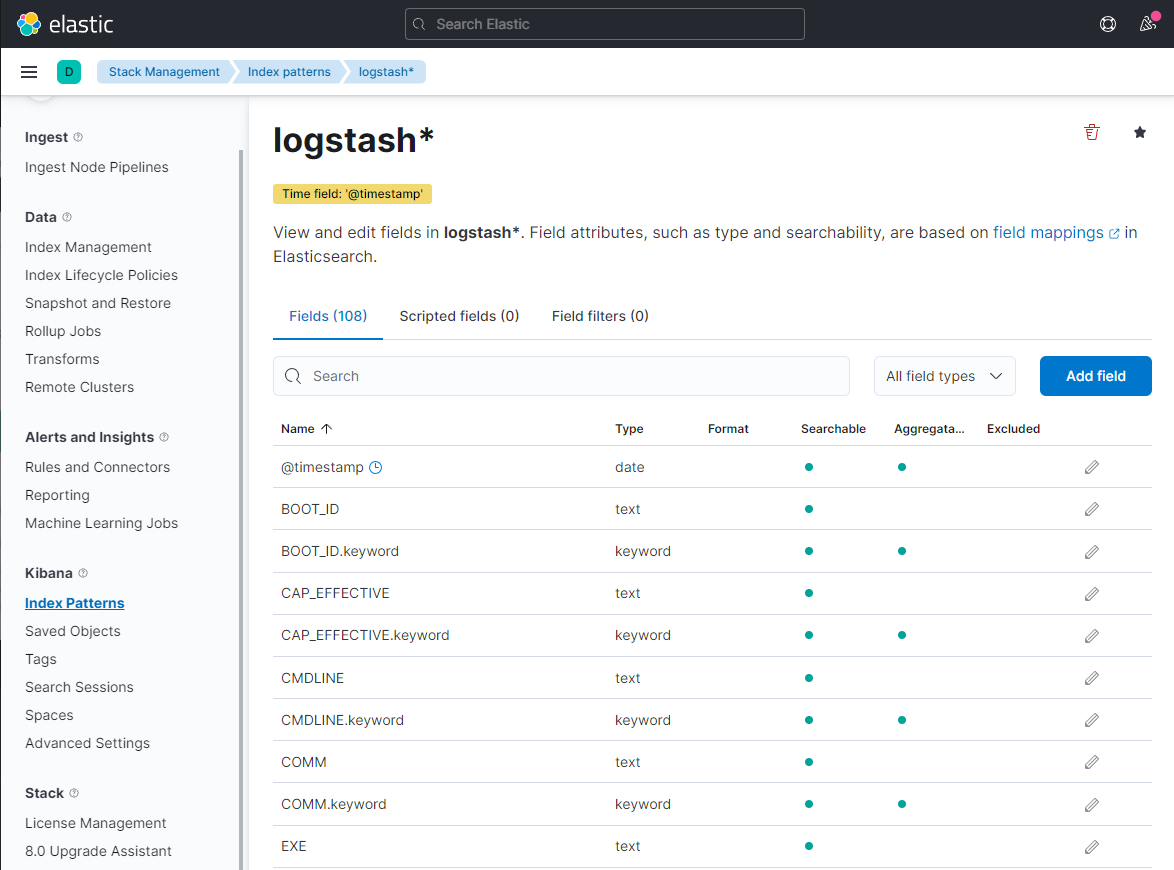 elastic
Search Elastic
D
Stack Management
Index patterns
logstash*
Ingest
Ingest Node Pipelines
Data
Index Management
Index Lifecycle Policies
Snapshot and Restore
Rollup Jobs
Transforms
Remote Clusters
Alerts and Insights
Rules and Connectors
Reporting
Machine Learning Jobs
Kibana
Index Patterns
Saved Objects
Tags
Search Sessions
Spaces
Advanced Settings
Stack
License Management
8.0 Upgrade Assistant
logstash*
Time field: '@timestamp'
View and edit fields in logstash*. Field attributes, such as type and searchability, are based on field mappings in
Elasticsearch.
Fields (108) Scripted fields (0) Field filters (0)
Search All field types Add field
Name Type Format Searchable Aggregata... Excluded
@timestamp date
BOOT_ID text
BOOT_ID.keyword keyword
CAP_EFFECTIVE text
CAP_EFFECTIVE.keyword keyword
CMDLINE text
CMDLINE.keyword keyword
COMM text
COMM.keyword keyword
EXE text